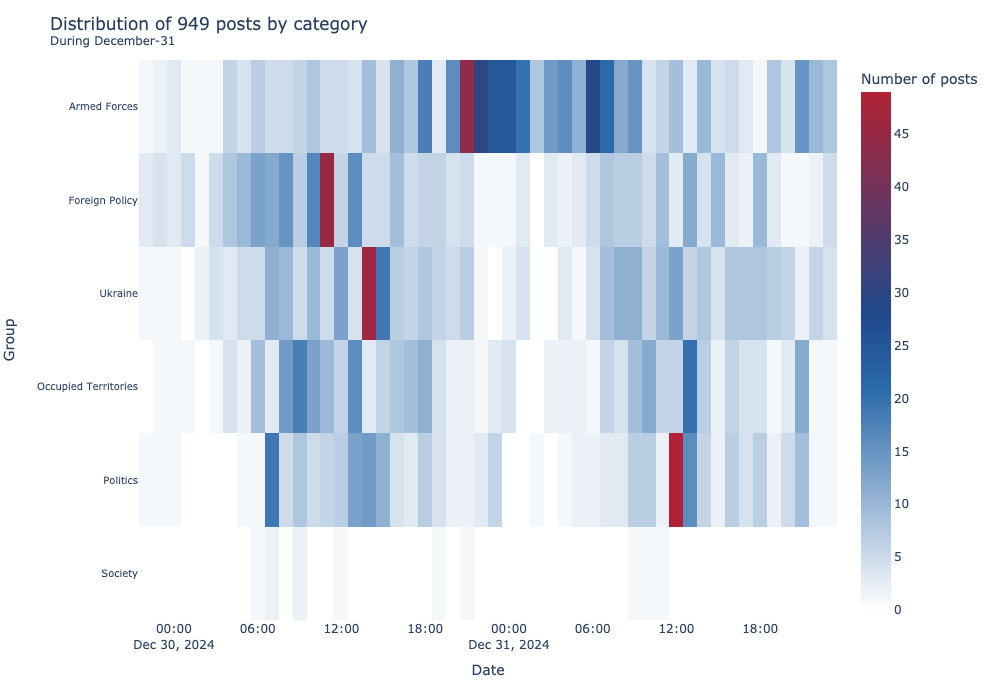 Distribution of 949 posts by category
During December-31
Number of posts
Armed Forces
Foreign Policy
Ukraine
Occupied Territories
Politics
Society
Group
45
40
35
30
25
20
15
10
5
0
00:00 06:00 12:00 18:00 00:00 06:00 12:00 18:00
Dec 30, 2024 Dec 31, 2024
Date